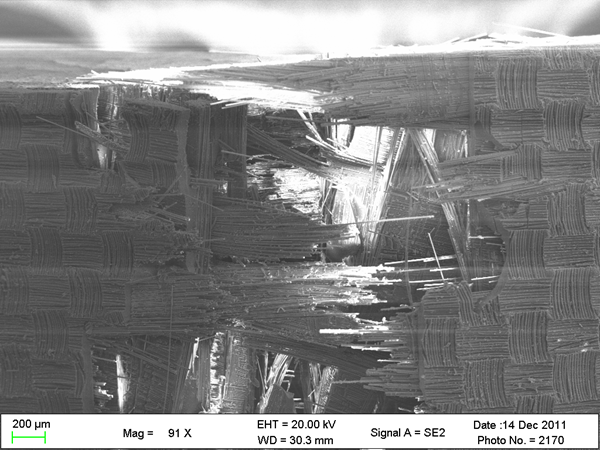 200 µm
Mag = 91 X
EHT = 20.00 kV
WD = 30.3 mm
Signal A = SE2
Date :14 Dec 2011
Photo No. = 2170